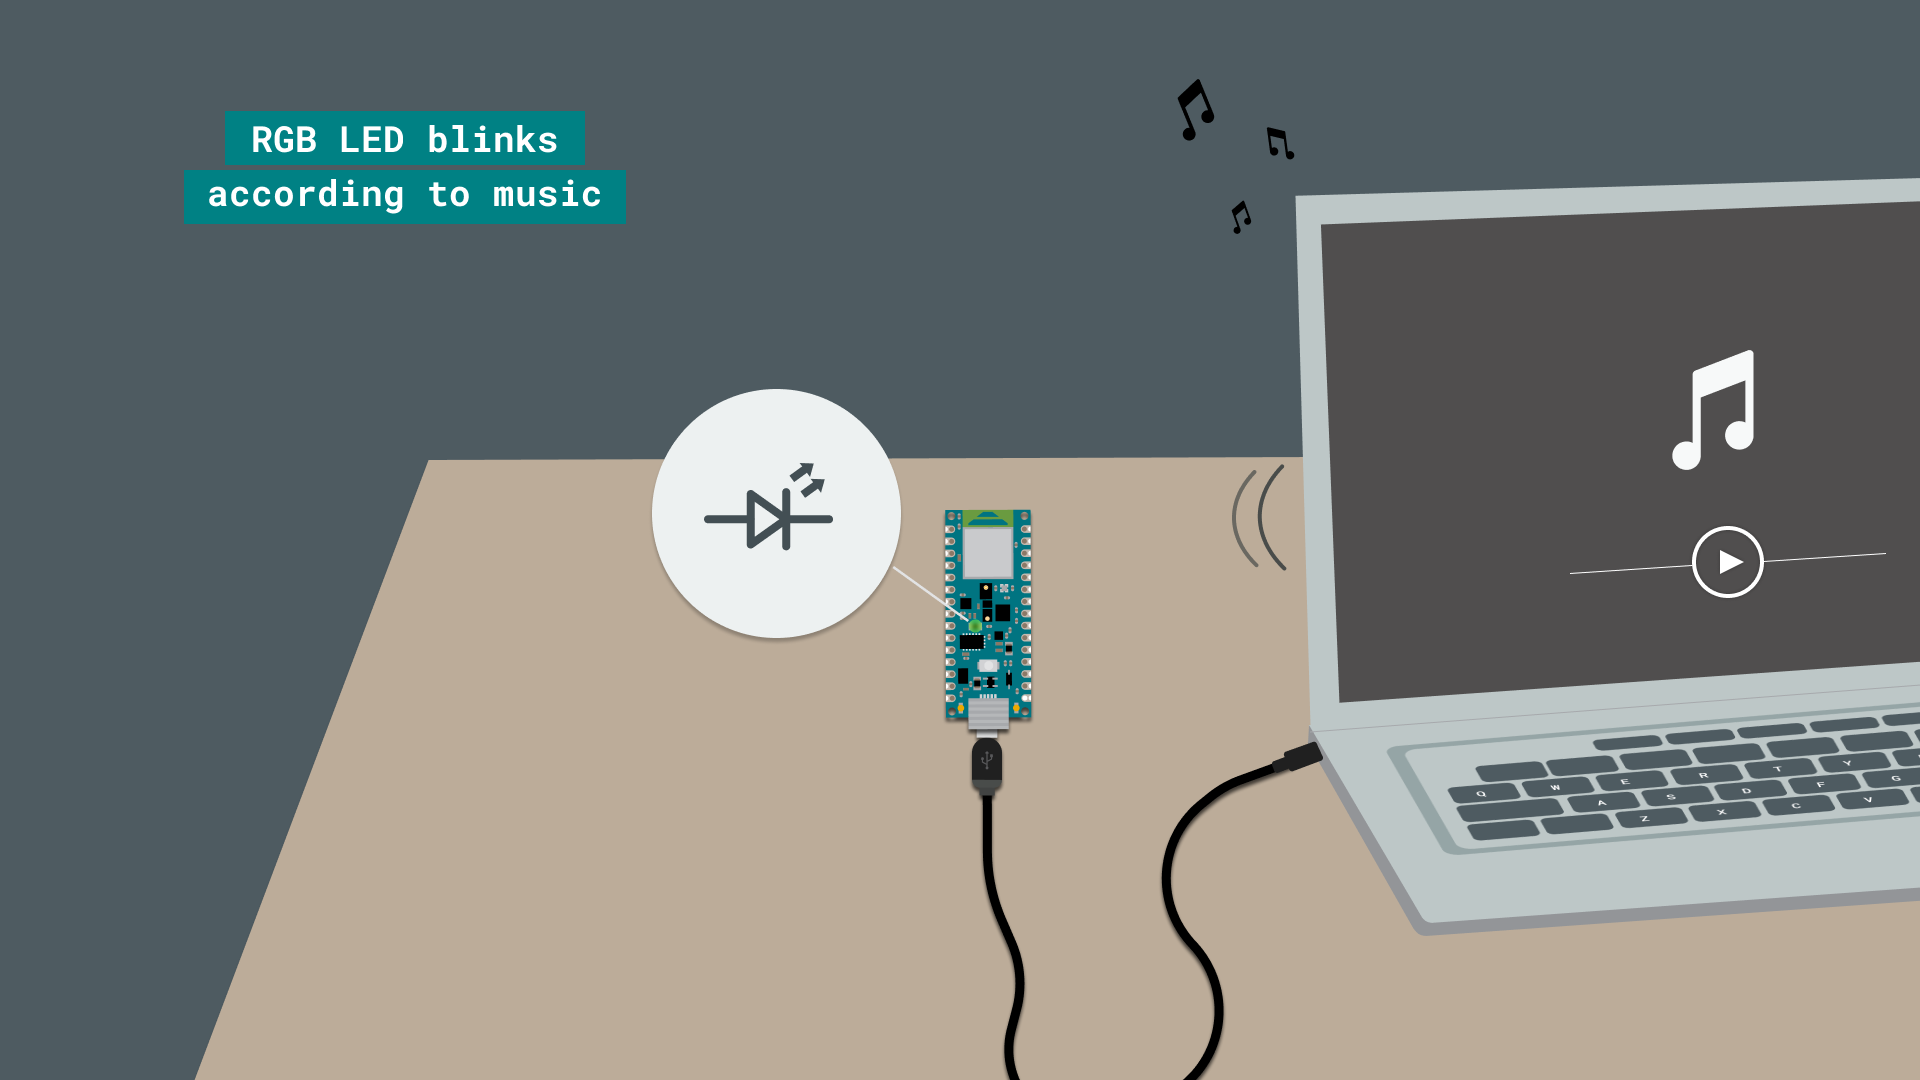 RGB LED blinks
according to music
Q W E R T Y
A S D F G
Z X C V